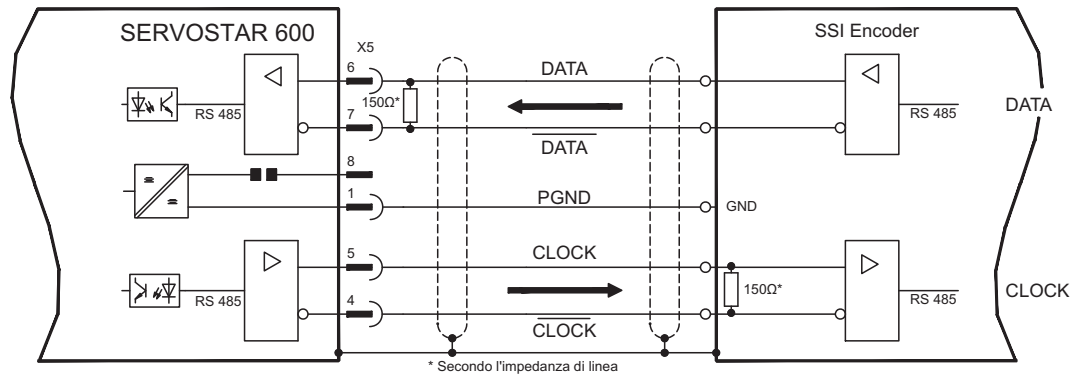 SERVOSTAR 600
X5
SSI Encoder
6
DATA
150Ω*
RS 485
RS 485
DATA
7
DATA
8
1
PGND
GND
5
CLOCK
150Ω*
RS 485
RS 485
CLOCK
4
CLOCK
* Secondo l'impedanza di linea